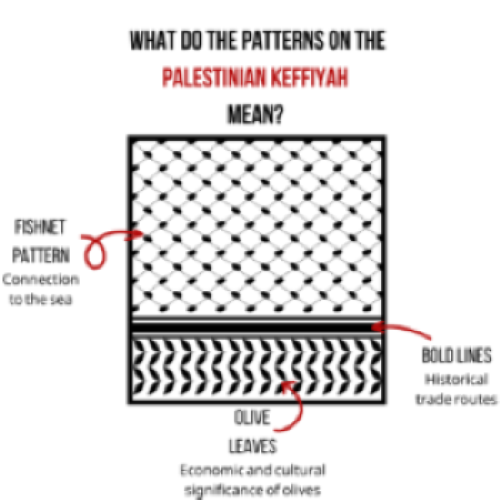 WHAT DO THE PATTERNS ON THE
PALESTINIAN KEFFIYAH
MEAN?
FISHNET
PATTERN
Connection
to the sea
BOLD LINES
Historical
trade routes
OLIVE
LEAVES
Economic and cultural
significance of olives